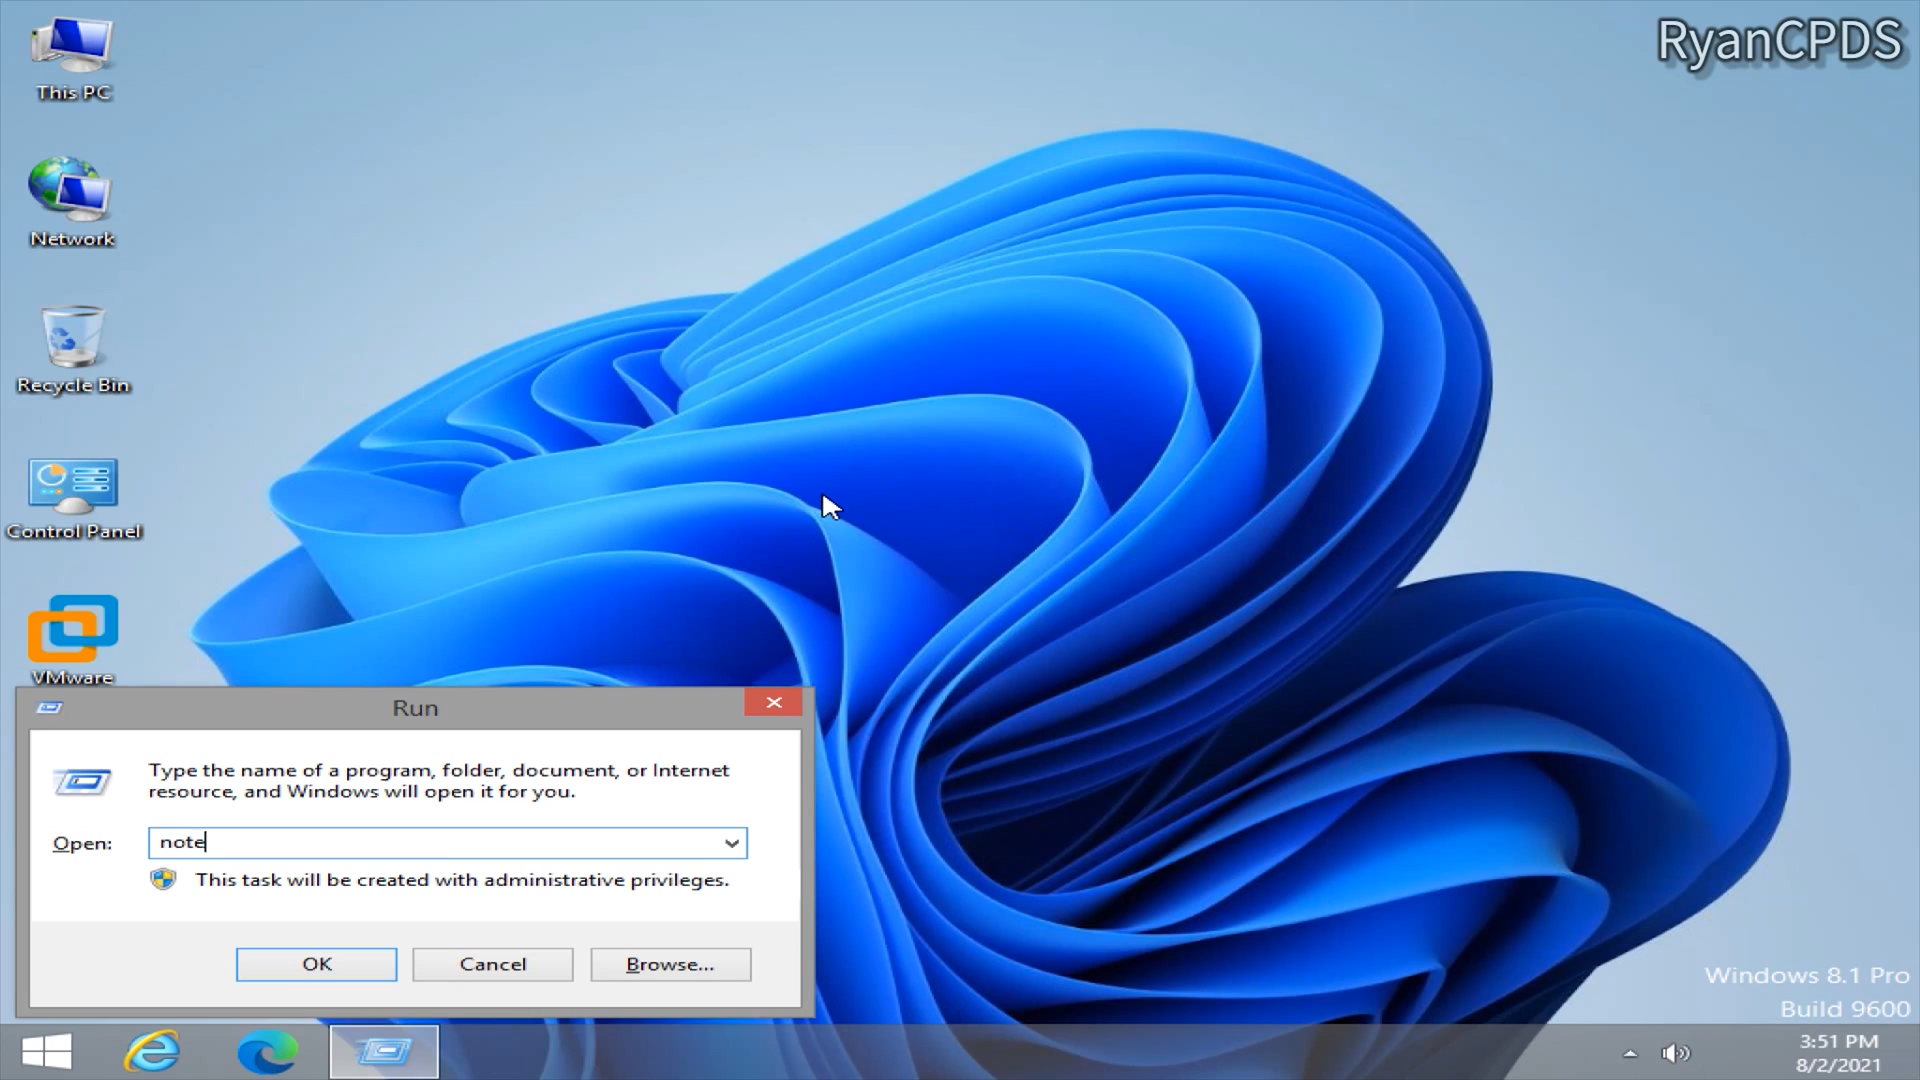 RyanCPDS
This PC
Network
Recycle Bin
Control Panel
VMware
Run
Type the name of a program, folder, document, or Internet
resource, and Windows will open it for you.
Open:
note
This task will be created with administrative privileges.
OK
Cancel
Browse...
Windows 8.1 Pro
Build 9600
3:51 PM
8/2/2021